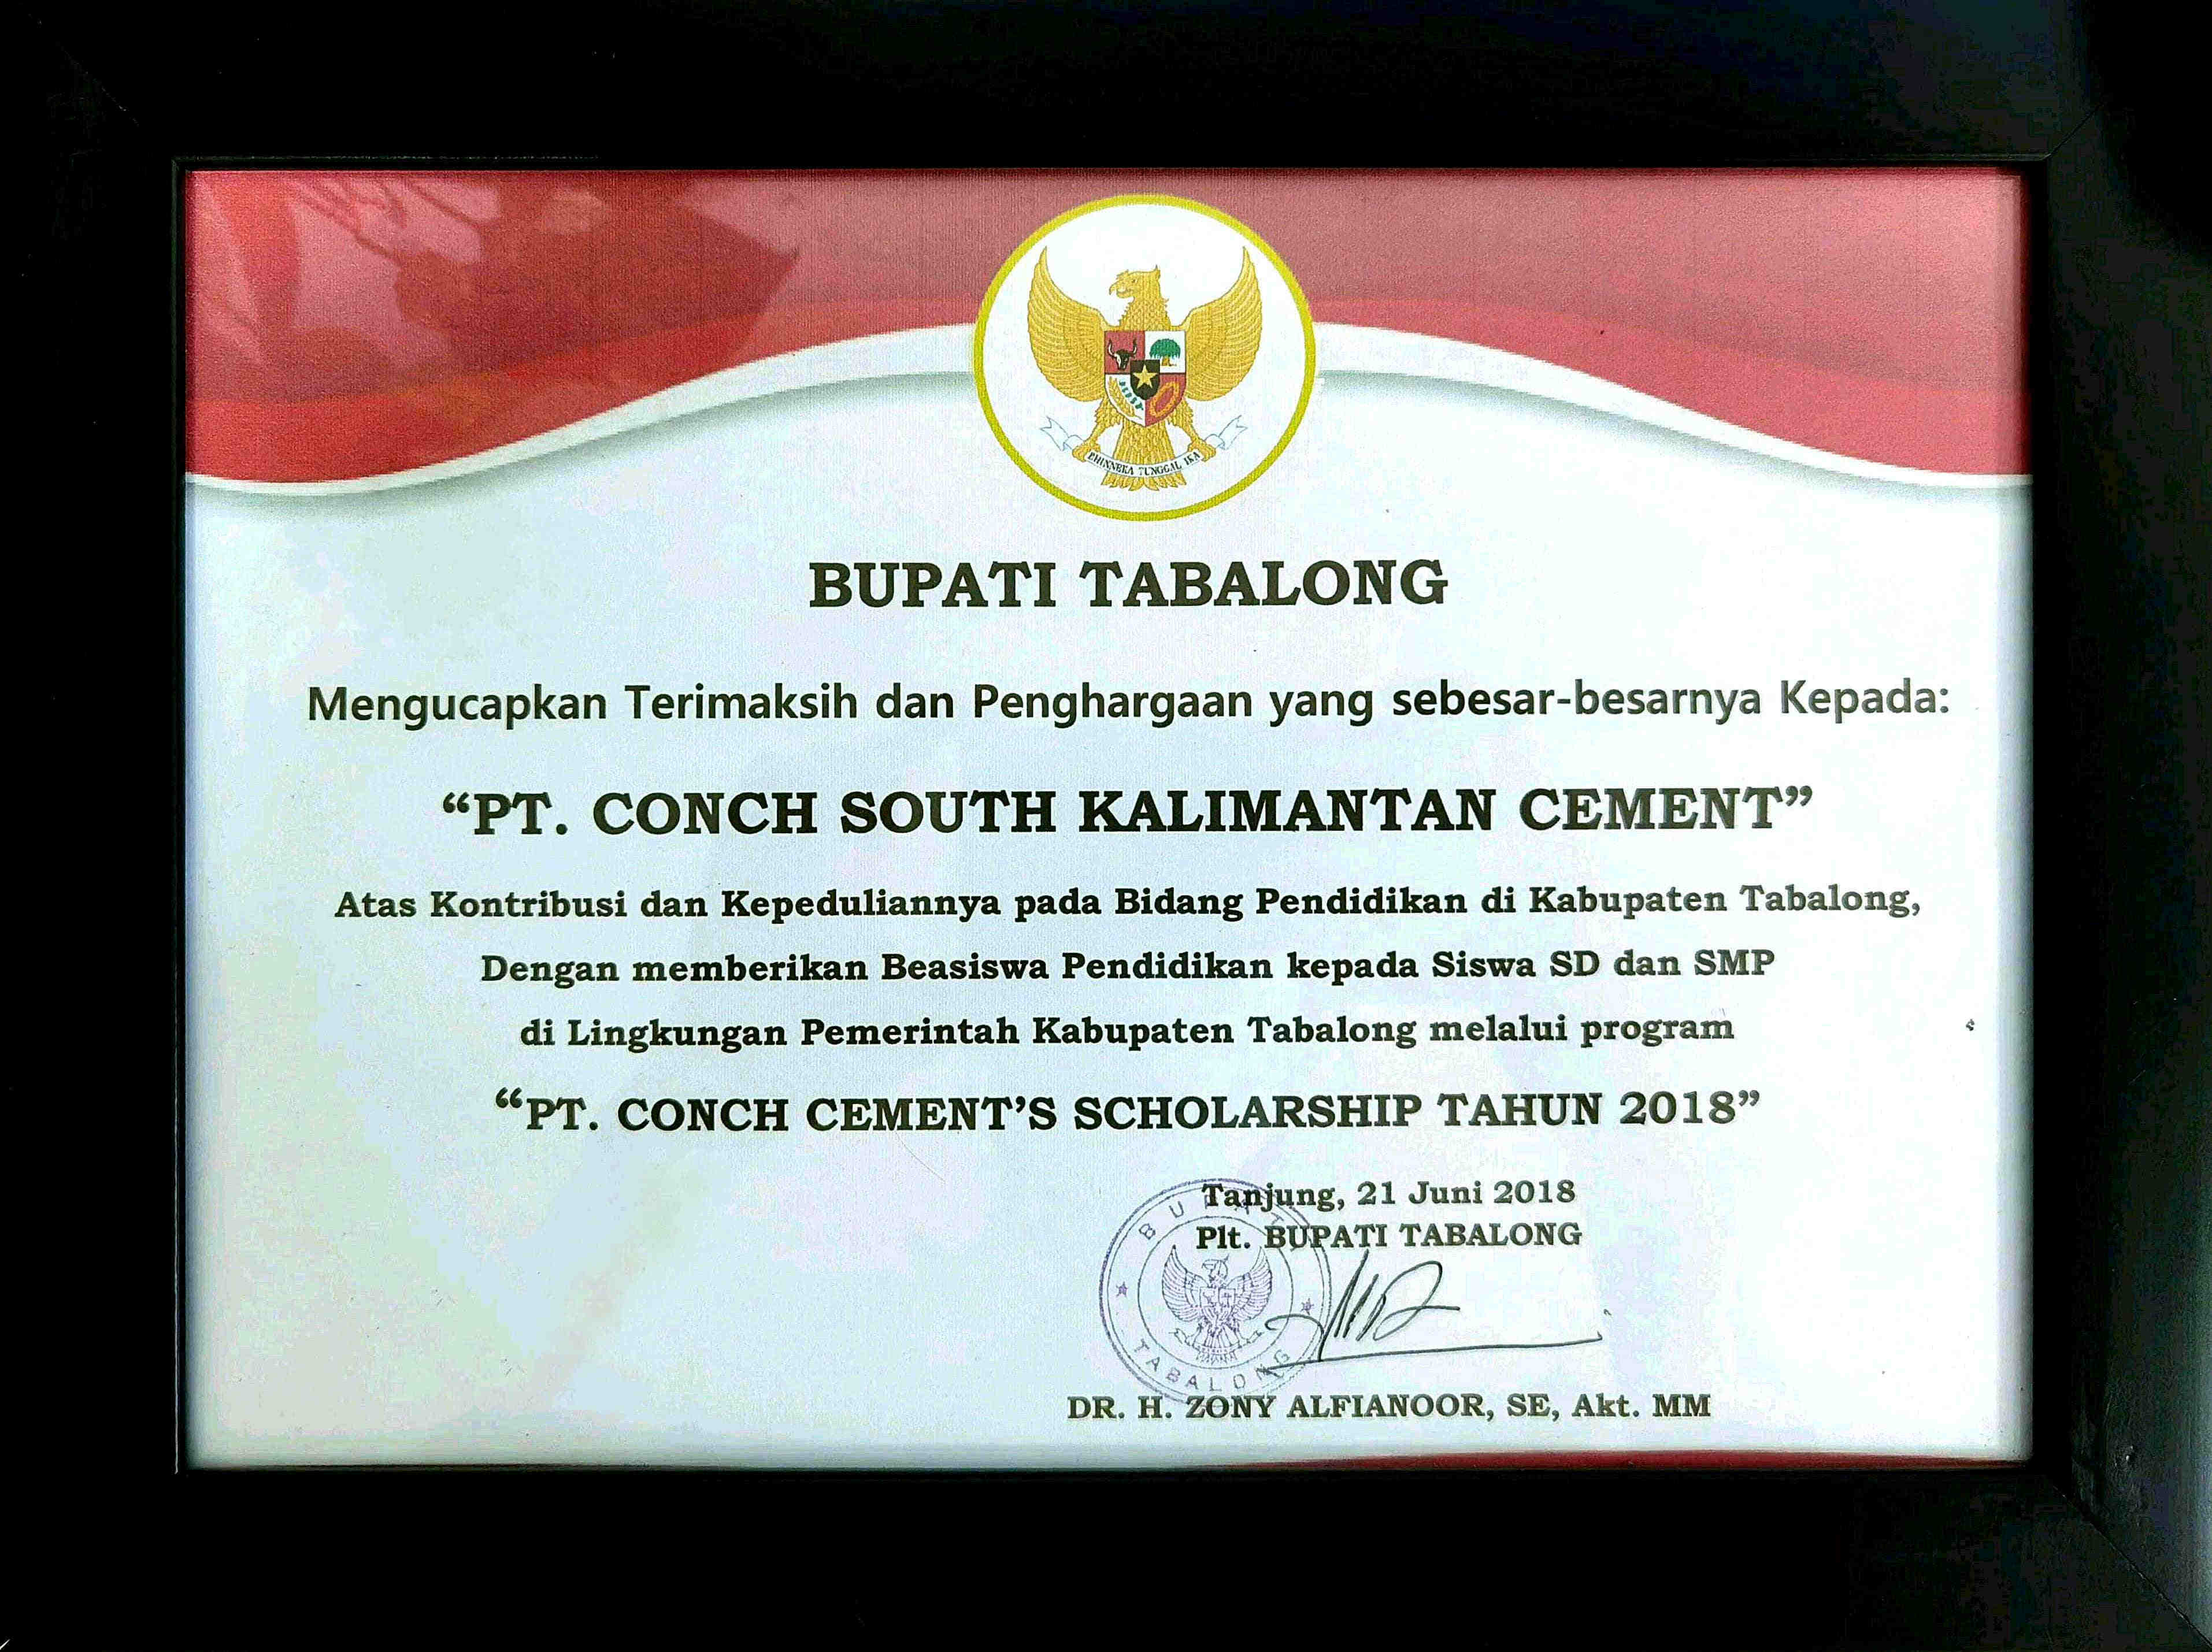 BHINNEKA TUNGGAL IKA
BUPATI TABALONG
Mengucapkan Terimaksih dan Penghargaan yang sebesar-besarnya Kepada:
“PT. CONCH SOUTH KALIMANTAN CEMENT”
Atas Kontribusi dan Kepeduliannya pada Bidang Pendidikan di Kabupaten Tabalong,
Dengan memberikan Beasiswa Pendidikan kepada Siswa SD dan SMP
di Lingkungan Pemerintah Kabupaten Tabalong melalui program
“PT. CONCH CEMENT’S SCHOLARSHIP TAHUN 2018”
Tanjung, 21 Juni 2018
Plt. BUPATI TABALONG
BUPATI
TABALONG
DR. H. ZONY ALFIANOOR, SE, Akt. MM